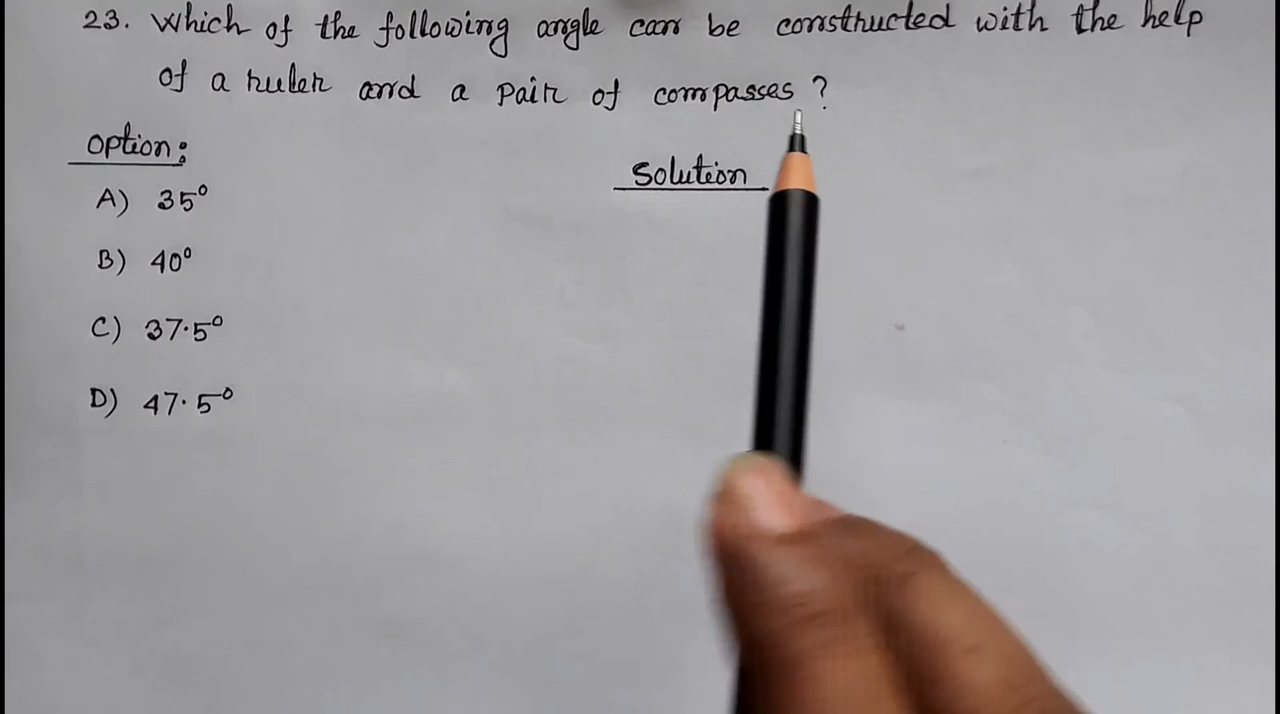 23. Which of the following angle can be constructed with the help
of a ruler and a pair of compasses ?
option:
Solution
A) 35°
B) 40°
C) 37.5°
D) 47.5°